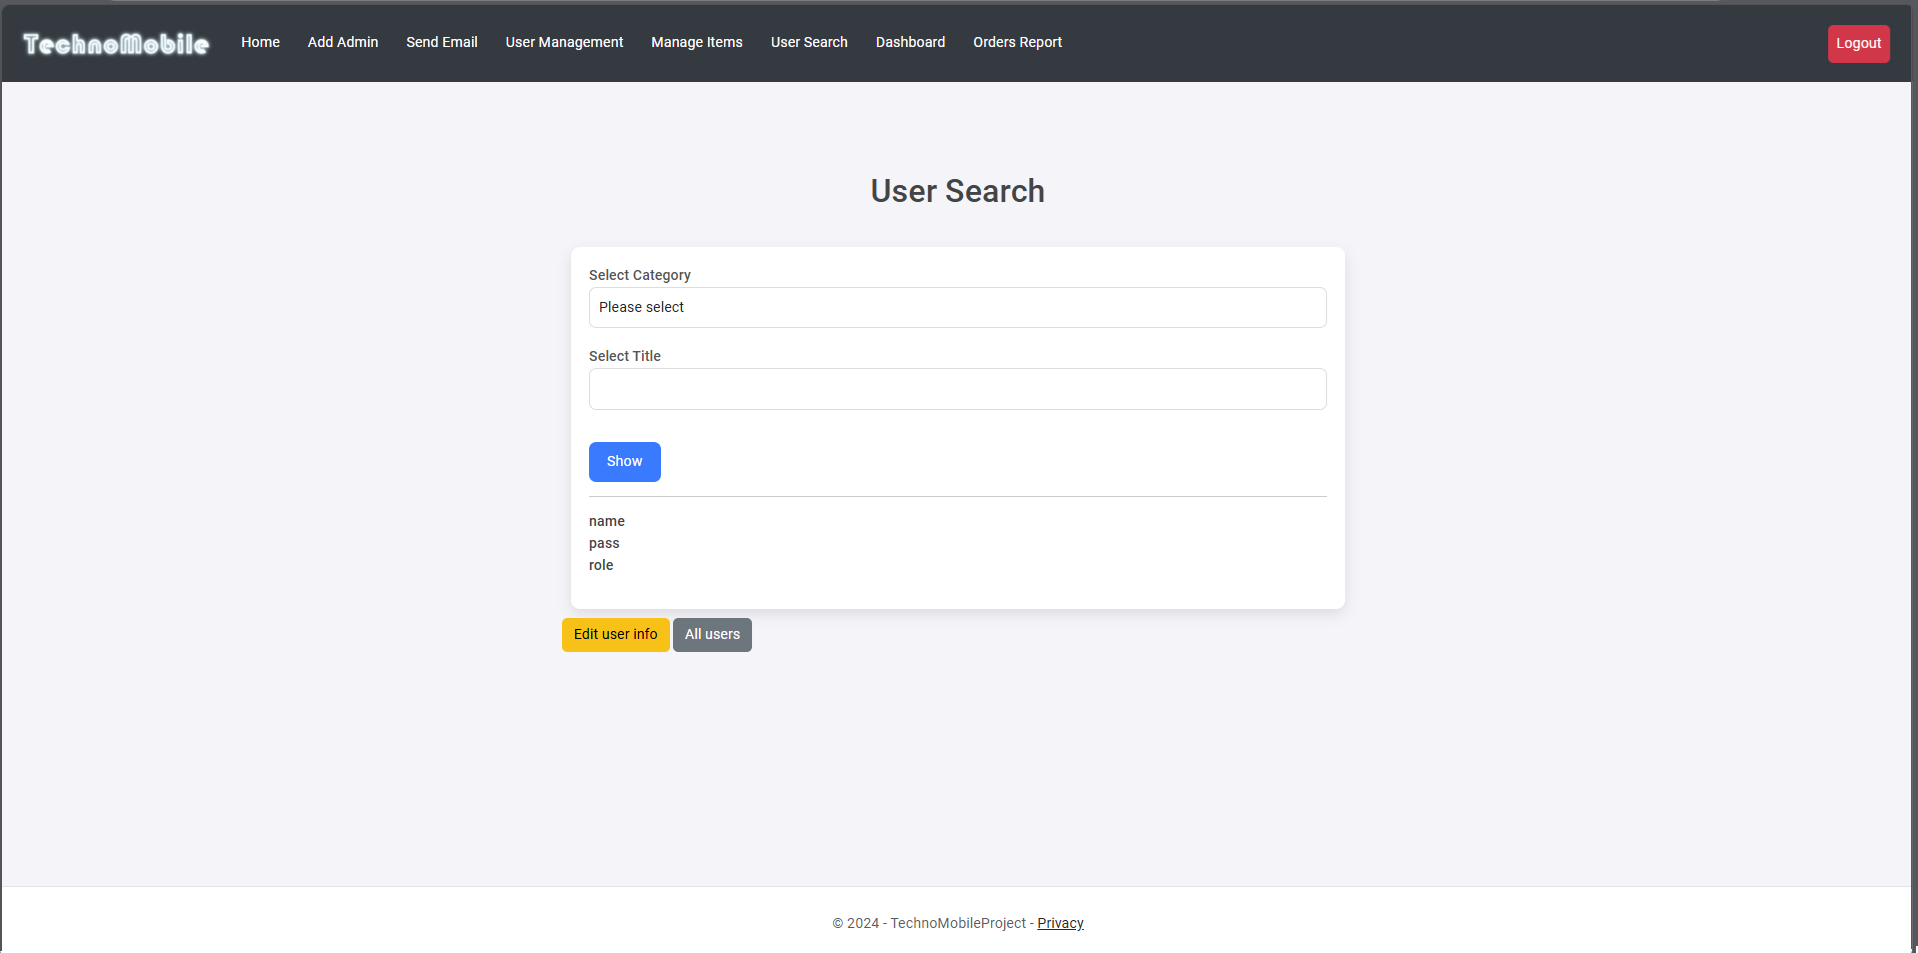 TechnoMobile Home Add Admin Send Email User Management Manage Items User Search Dashboard Orders Report Logout
User Search
Select Category
Please select
Select Title
Show
name
pass
role
Edit user info All users
© 2024 - TechnoMobileProject - Privacy